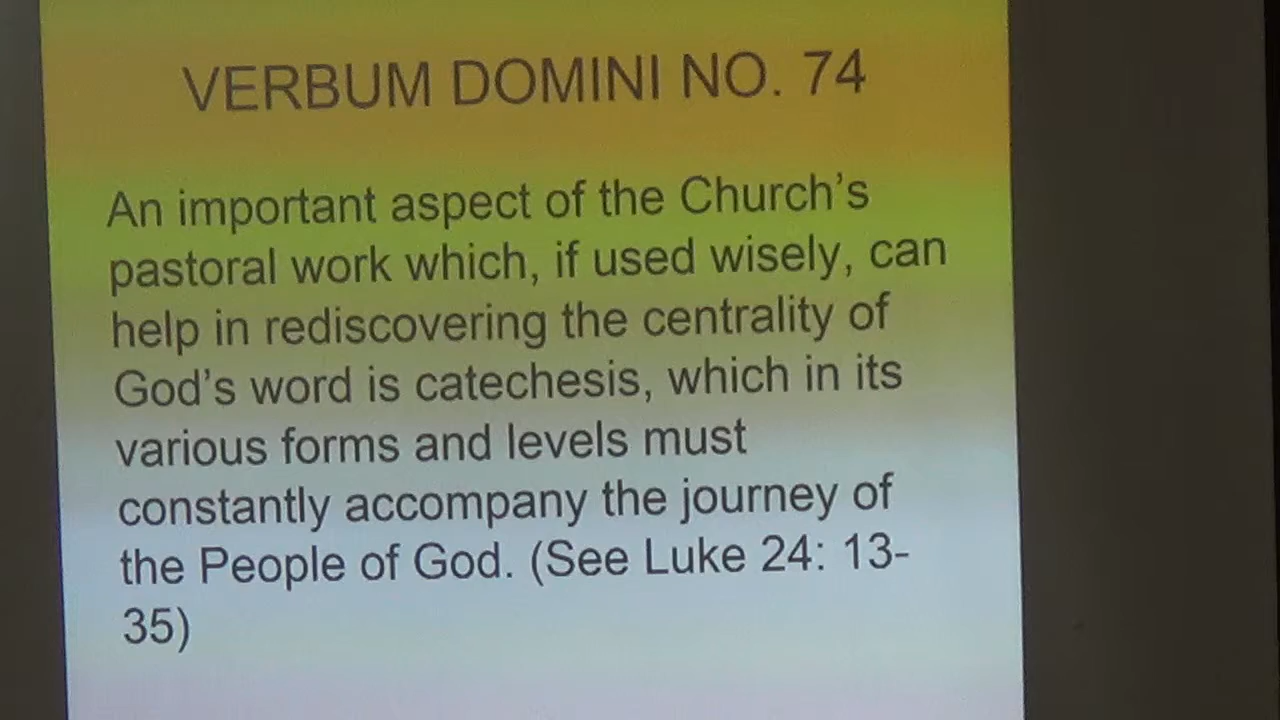 VERBUM DOMINI NO. 74
An important aspect of the Church's
pastoral work which, if used wisely, can
help in rediscovering the centrality of
God's word is catechesis, which in its
various forms and levels must
constantly accompany the journey of
the People of God. (See Luke 24: 13-
35)